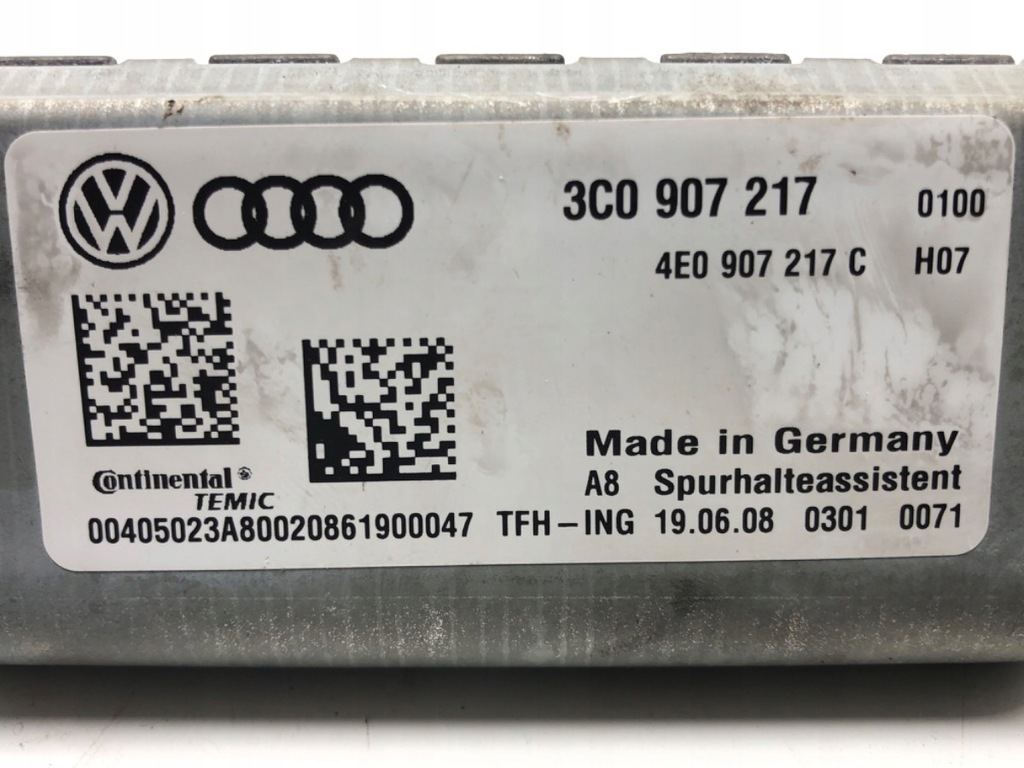 3C0 907 217 0100
4E0 907 217 C H07
Made in Germany
Continental
TEMIC
A8 Spurhalteassistent
00405023A80020861900047 TFH-ING 19.06.08 0301 0071